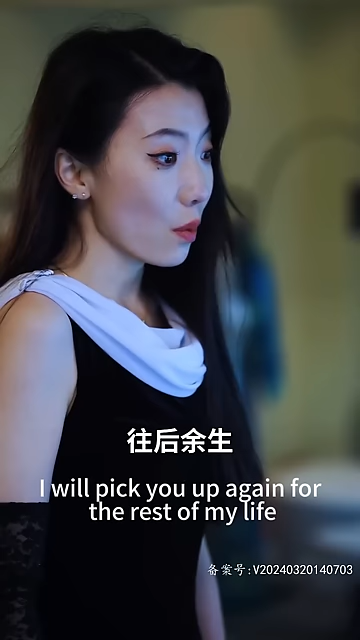 往后余生
I will pick you up again for
the rest of my life
备案号:V20240320140703